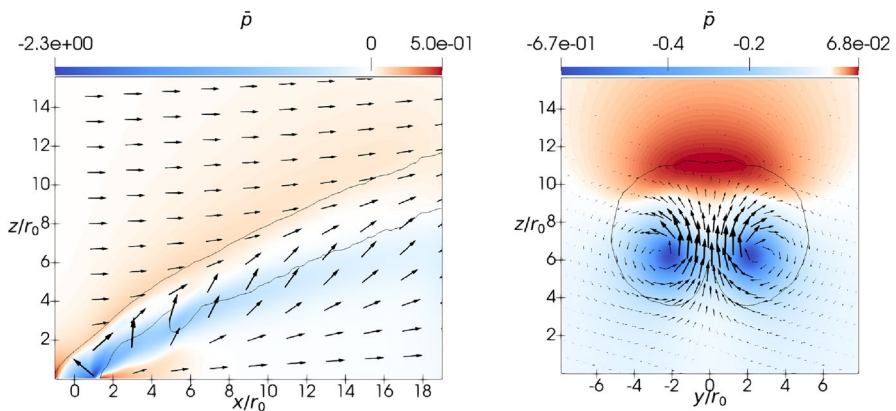 p̄
-2.3e+00 0 5.0e-01
14
12
10
z/r₀ 8
6
4
2
0 2 4 6 8 10 12 14 16 18
x/r₀
p̄
-6.7e-01 -0.4 -0.2 6.8e-02
14
12
10
z/r₀ 8
6
4
2
-6 -4 -2 0 2 4 6
y/r₀